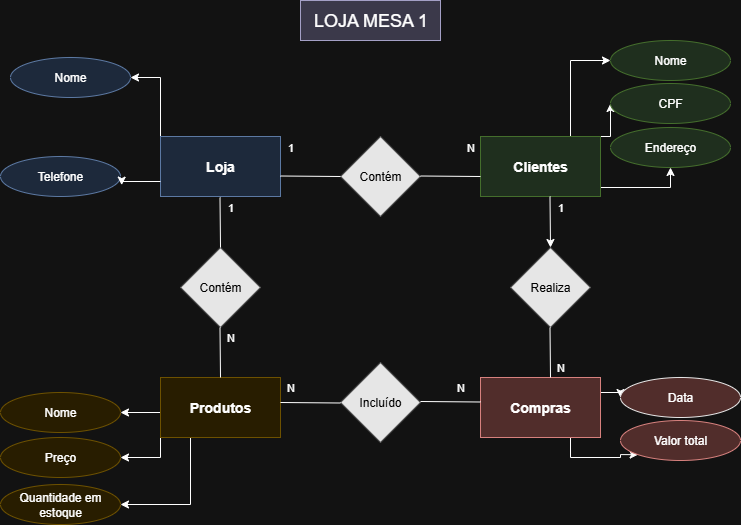 LOJA MESA 1
Nome
Nome
CPF
Endereço
Telefone
Loja
1
Contém
N
Clientes
1
1
Contém
Realiza
N
N
Produtos
N
Incluído
N
Compras
Nome
Preço
Quantidade em
estoque
Data
Valor total